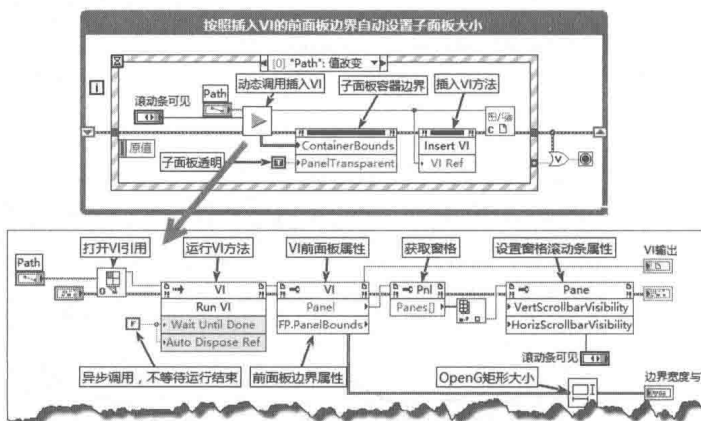 按照插入VI的前面板边界自动设置子面板大小
[0] "Path": 值改变
动态调用插入VI
子面板容器边界
插入VI方法
滚动条可见
Path
i
原值
ContainerBounds
Insert VI
子面板透明
T
PanelTransparent
VI Ref
V
打开VI引用
运行VI方法
VI前面板属性
获取窗格
设置窗格滚动条属性
VI输出
Path
VI
VI
Pnl
Pane
Run VI
Panel
Panes[]
VertScrollbarVisibility
F
Wait Until Done
FP.PanelBounds
HorizScrollbarVisibility
Auto Dispose Ref
滚动条可见
异步调用，不等待运行结束
前面板边界属性
OpenG矩形大小
边界宽度与